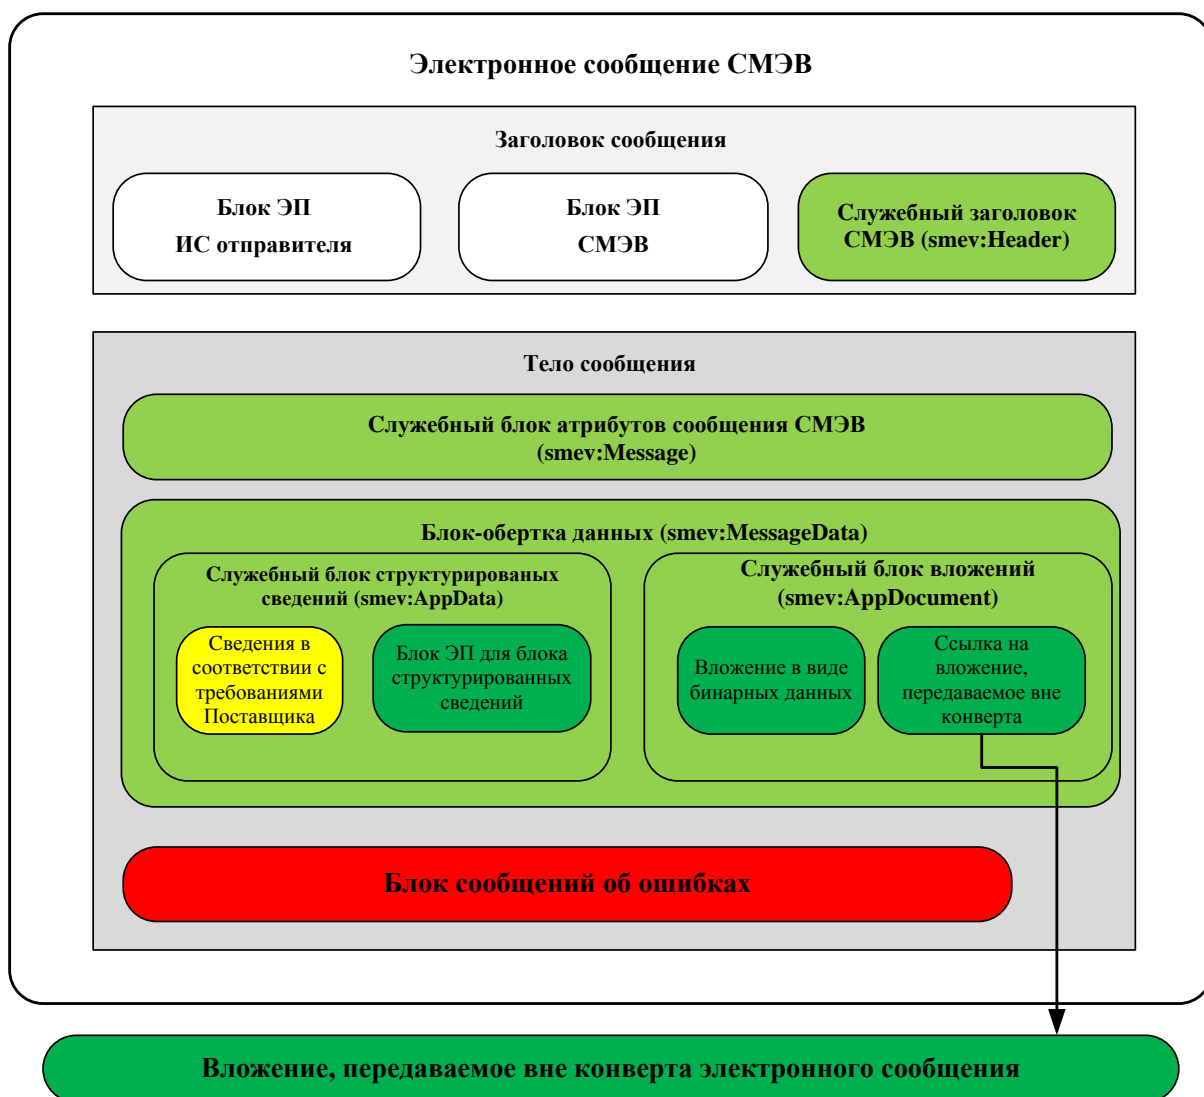 Электронное сообщение СМЭВ
Заголовок сообщения
Блок ЭП
ИС отправителя
Блок ЭП
СМЭВ
Служебный заголовок
СМЭВ (smev:Header)
Тело сообщения
Служебный блок атрибутов сообщения СМЭВ
(smev:Message)
Блок-обертка данных (smev:MessageData)
Служебный блок структурированых
сведений (smev:AppData)
Сведения в
соответствии с
требованиями
Поставщика
Блок ЭП для блока
структурированных
сведений
Служебный блок вложений
(smev:AppDocument)
Вложение в виде
бинарных данных
Ссылка на
вложение,
передаваемое вне
конверта
Блок сообщений об ошибках
Вложение, передаваемое вне конверта электронного сообщения